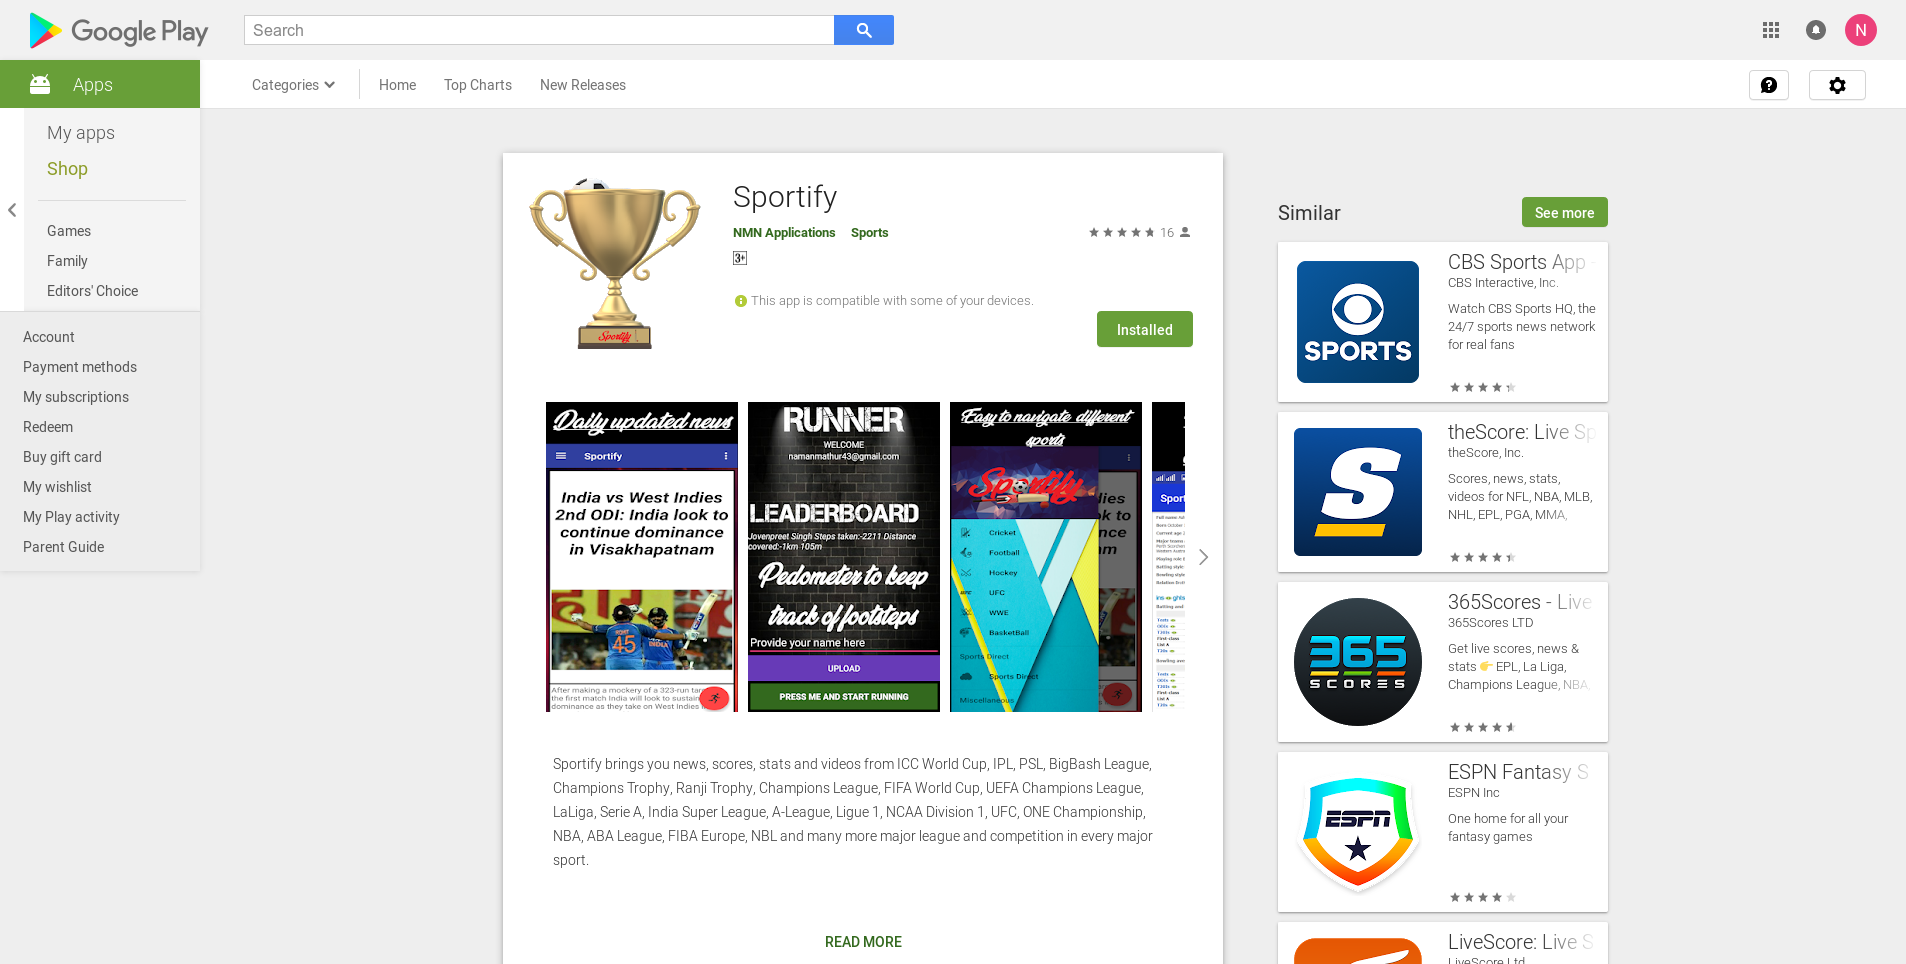 Google Play
Search
N
Apps
Categories
Home
Top Charts
New Releases
My apps
Shop
Games
Family
Editors' Choice
Account
Payment methods
My subscriptions
Redeem
Buy gift card
My wishlist
My Play activity
Parent Guide
Sportify
Sportify
NMN Applications
Sports
16
3+
This app is compatible with some of your devices.
Installed
Daily updated news
Sportify
India vs West Indies
2nd ODI: India look to
continue dominance
in Visakhapatnam
45
After making a mockery of a 323-run
the first match India will look to
dominance as they take on West Indies
RUNNER
WELCOME
namanmathur43@gmail.com
LEADERBOARD
Jovenpreet Singh Steps taken:-2211 Distance
covered:-1km 105m
Pedometer to keep
track of footsteps
Provide your name here
UPLOAD
PRESS ME AND START RUNNING
Easy to navigate different
sports
Sportify
Cricket
Football
Hockey
UFC
WWE
BasketBall
Sports Direct
Sports Direct
Miscellaneous
Sport
Sportify brings you news, scores, stats and videos from ICC World Cup, IPL, PSL, BigBash League,
Champions Trophy, Ranji Trophy, Champions League, FIFA World Cup, UEFA Champions League,
LaLiga, Serie A, India Super League, A-League, Ligue 1, NCAA Division 1, UFC, ONE Championship,
NBA, ABA League, FIBA Europe, NBL and many more major league and competition in every major
sport.
READ MORE
Similar
See more
SPORTS
CBS Sports App -
CBS Interactive, Inc.
Watch CBS Sports HQ, the
24/7 sports news network
for real fans
S
theScore: Live Sp
theScore, Inc.
Scores, news, stats,
videos for NFL, NBA, MLB,
NHL, EPL, PGA, MMA,
365
SCORES
365Scores - Live
365Scores LTD
Get live scores, news &
stats 👉 EPL, La Liga,
Champions League, NBA,
ESPN
ESPN Fantasy S
ESPN Inc
One home for all your
fantasy games
LiveScore: Live S
LiveScore Ltd